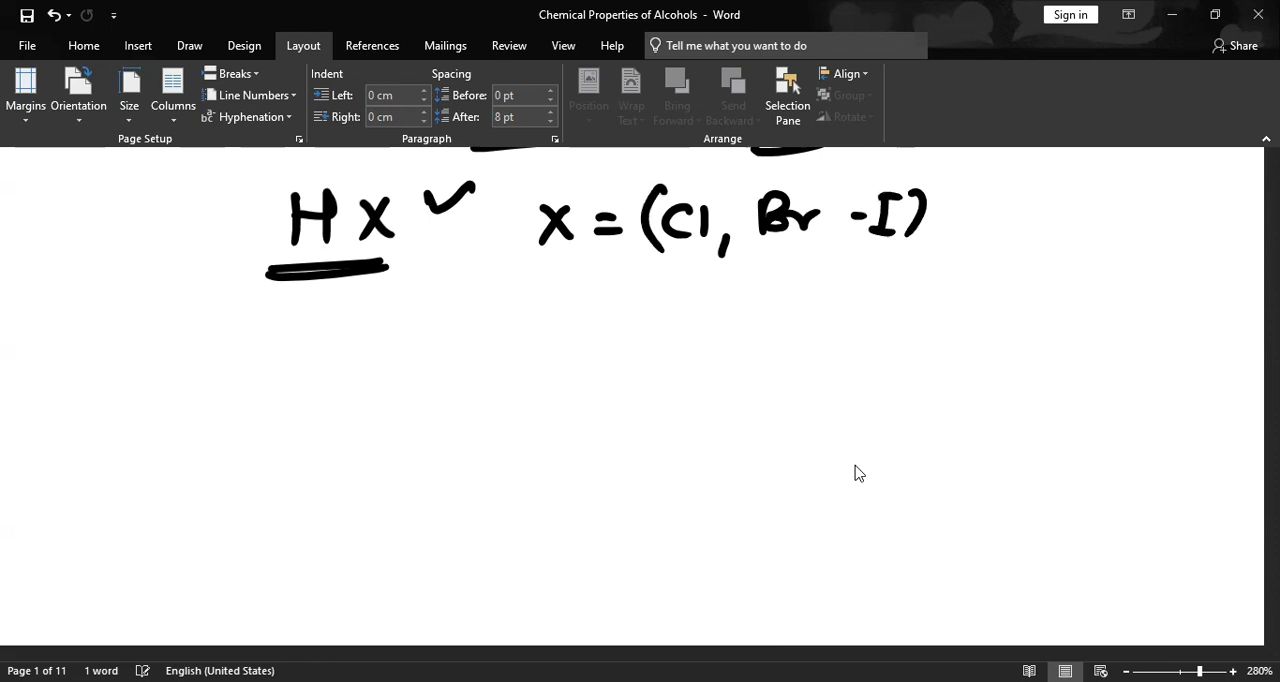 Chemical Properties of Alcohols - Word
Sign in
File Home Insert Draw Design Layout References Mailings Review View Help Tell me what you want to do Share
Margins Orientation Size Columns Breaks Line Numbers Hyphenation
Page Setup
Indent Spacing
Left: 0 cm Before: 0 pt
Right: 0 cm After: 8 pt
Paragraph
Position Wrap Text Bring Forward Send Backward Selection Pane Align Group Rotate
Arrange
HX ✓ X = (Cl, Br -I)
Page 1 of 11 1 word English (United States) 280%